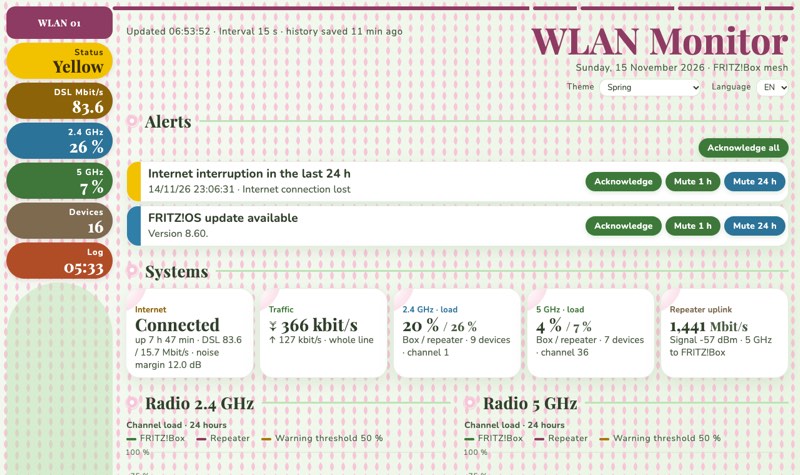 WLAN 01
Status
Yellow
DSL Mbit/s
83.6
2.4 GHz
26 %
5 GHz
7 %
Devices
16
Log
05:33
Updated 06:53:52 · Interval 15 s · history saved 11 min ago
WLAN Monitor
Sunday, 15 November 2026 · FRITZ!Box mesh
Theme Spring Language EN
Alerts
Acknowledge all
Internet interruption in the last 24 h
14/11/26 23:06:31 · Internet connection lost
Acknowledge Mute 1 h Mute 24 h
FRITZ!OS update available
Version 8.60.
Acknowledge Mute 1 h Mute 24 h
Systems
Internet
Connected
up 7 h 47 min · DSL 83.6
/ 15.7 Mbit/s · noise
margin 12.0 dB
Traffic
↓ 366 kbit/s
↑ 127 kbit/s · whole line
2.4 GHz · load
20 % / 26 %
Box / repeater · 9 devices
· channel 1
5 GHz · load
4 % / 7 %
Box / repeater · 7 devices
· channel 36
Repeater uplink
1,441 Mbit/s
Signal -57 dBm · 5 GHz
to FRITZ!Box
Radio 2.4 GHz
Channel load · 24 hours
FRITZ!Box Repeater Warning threshold 50 %
100 %
Radio 5 GHz
Channel load · 24 hours
FRITZ!Box Repeater Warning threshold 50 %
100 %